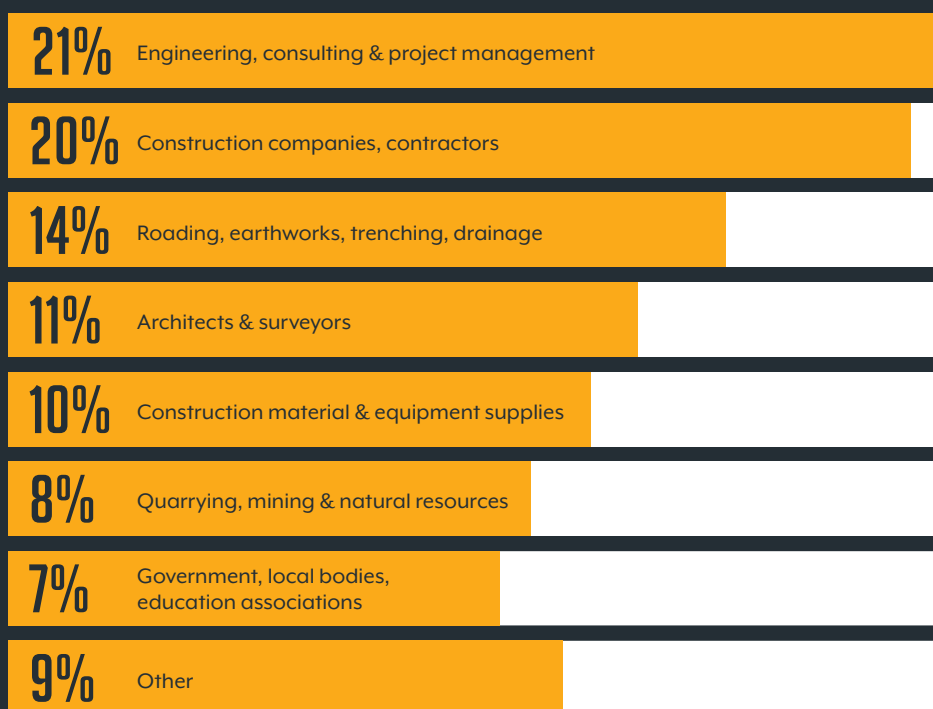 21% Engineering, consulting & project management
20% Construction companies, contractors
14% Roading, earthworks, trenching, drainage
11% Architects & surveyors
10% Construction material & equipment supplies
8% Quarrying, mining & natural resources
7% Government, local bodies,
education associations
9% Other